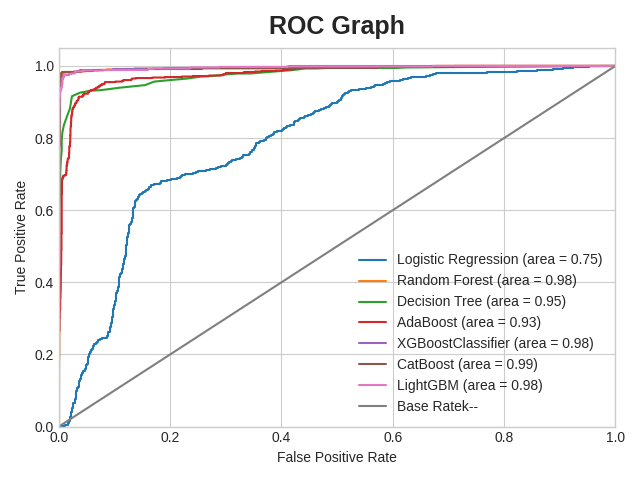 ROC Graph
True Positive Rate
1.0
0.8
0.6
0.4
0.2
0.0
Logistic Regression (area = 0.75)
Random Forest (area = 0.98)
Decision Tree (area = 0.95)
AdaBoost (area = 0.93)
XGBoostClassifier (area = 0.98)
CatBoost (area = 0.99)
LightGBM (area = 0.98)
Base Ratek--
0.0 0.2 0.4 0.6 0.8 1.0
False Positive Rate